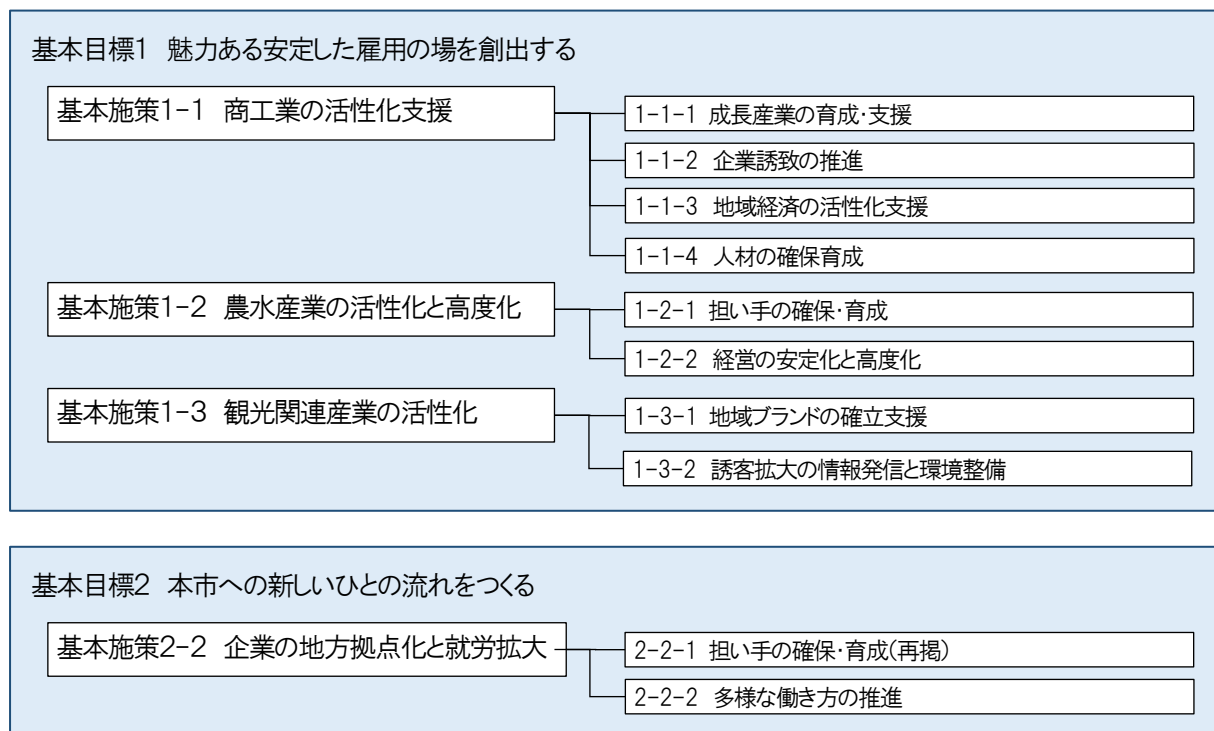 基本目標1 魅力ある安定した雇用の場を創出する
基本施策1-1 商工業の活性化支援
1-1-1 成長産業の育成・支援
1-1-2 企業誘致の推進
1-1-3 地域経済の活性化支援
1-1-4 人材の確保育成
基本施策1-2 農水産業の活性化と高度化
1-2-1 担い手の確保・育成
1-2-2 経営の安定化と高度化
基本施策1-3 観光関連産業の活性化
1-3-1 地域ブランドの確立支援
1-3-2 誘客拡大の情報発信と環境整備
基本目標2 本市への新しいひとの流れをつくる
基本施策2-2 企業の地方拠点化と就労拡大
2-2-1 担い手の確保・育成(再掲)
2-2-2 多様な働き方の推進